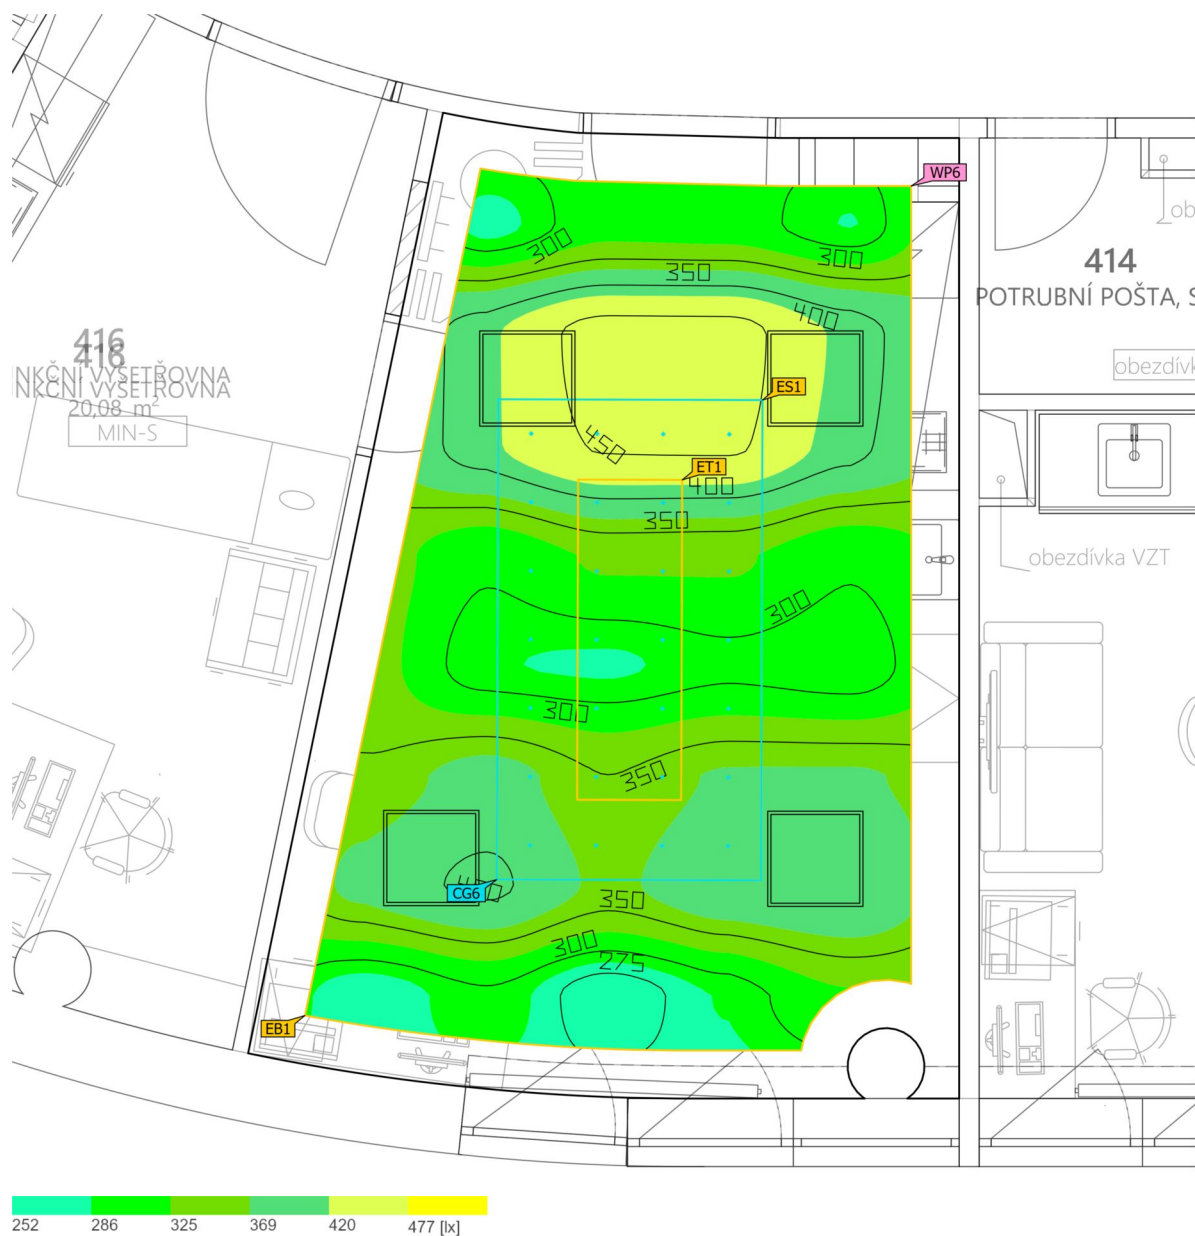 WP6
ob
414
POTRUBNÍ POŠTA, S
300
300
350
400
416
416
NKČNÍ VYŠETŘOVNA
NKČNÍ VYŠETŘOVNA
20,08 m²
MIN-S
obezdívk
ES1
450
ET1
400
350
obezdívka VZT
300
300
350
CG6
350
300
275
EB1
252 286 325 369 420 477 [lx]